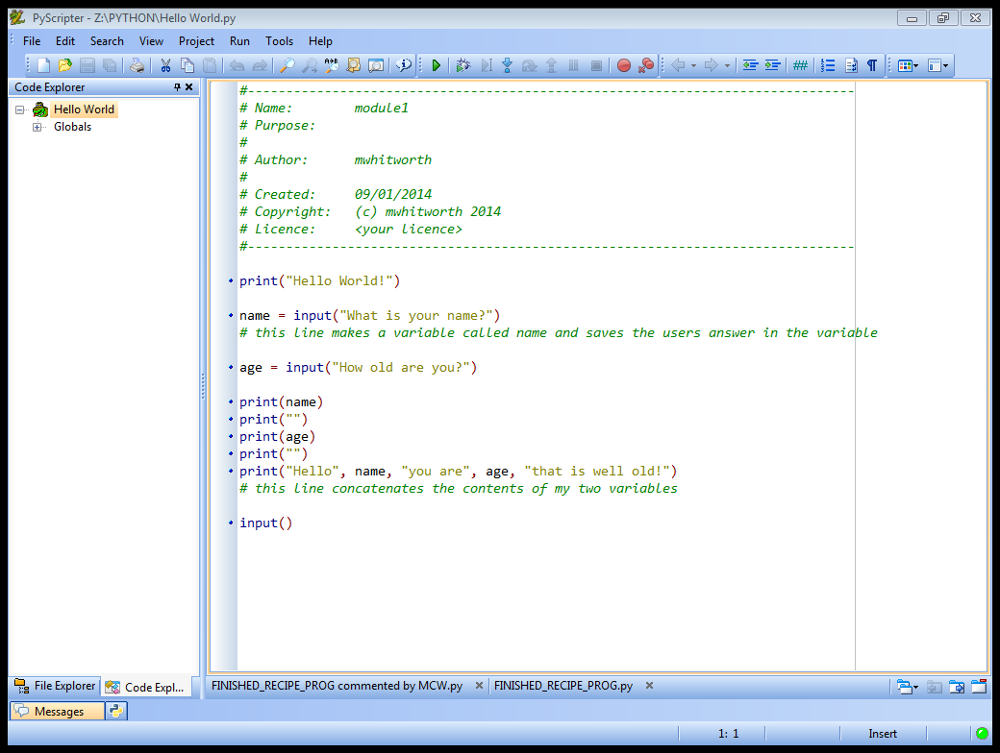 PyScripter - Z:\PYTHON\Hello World.py
File Edit Search View Project Run Tools Help
Code Explorer
Hello World
Globals
#-------------------------------------------------------------------------------
# Name:        module1
# Purpose:
#
# Author:      mwhitworth
#
# Created:     09/01/2014
# Copyright:   (c) mwhitworth 2014
# Licence:     <your licence>
#-------------------------------------------------------------------------------
print("Hello World!")
name = input("What is your name?")
# this line makes a variable called name and saves the users answer in the variable
age = input("How old are you?")
print(name)
print("")
print(age)
print("")
print("Hello", name, "you are", age, "that is well old!")
# this line concatenates the contents of my two variables
input()
File Explorer Code Expl...
FINISHED_RECIPE_PROG commented by MCW.py FINISHED_RECIPE_PROG.py
Messages
1: 1 Insert